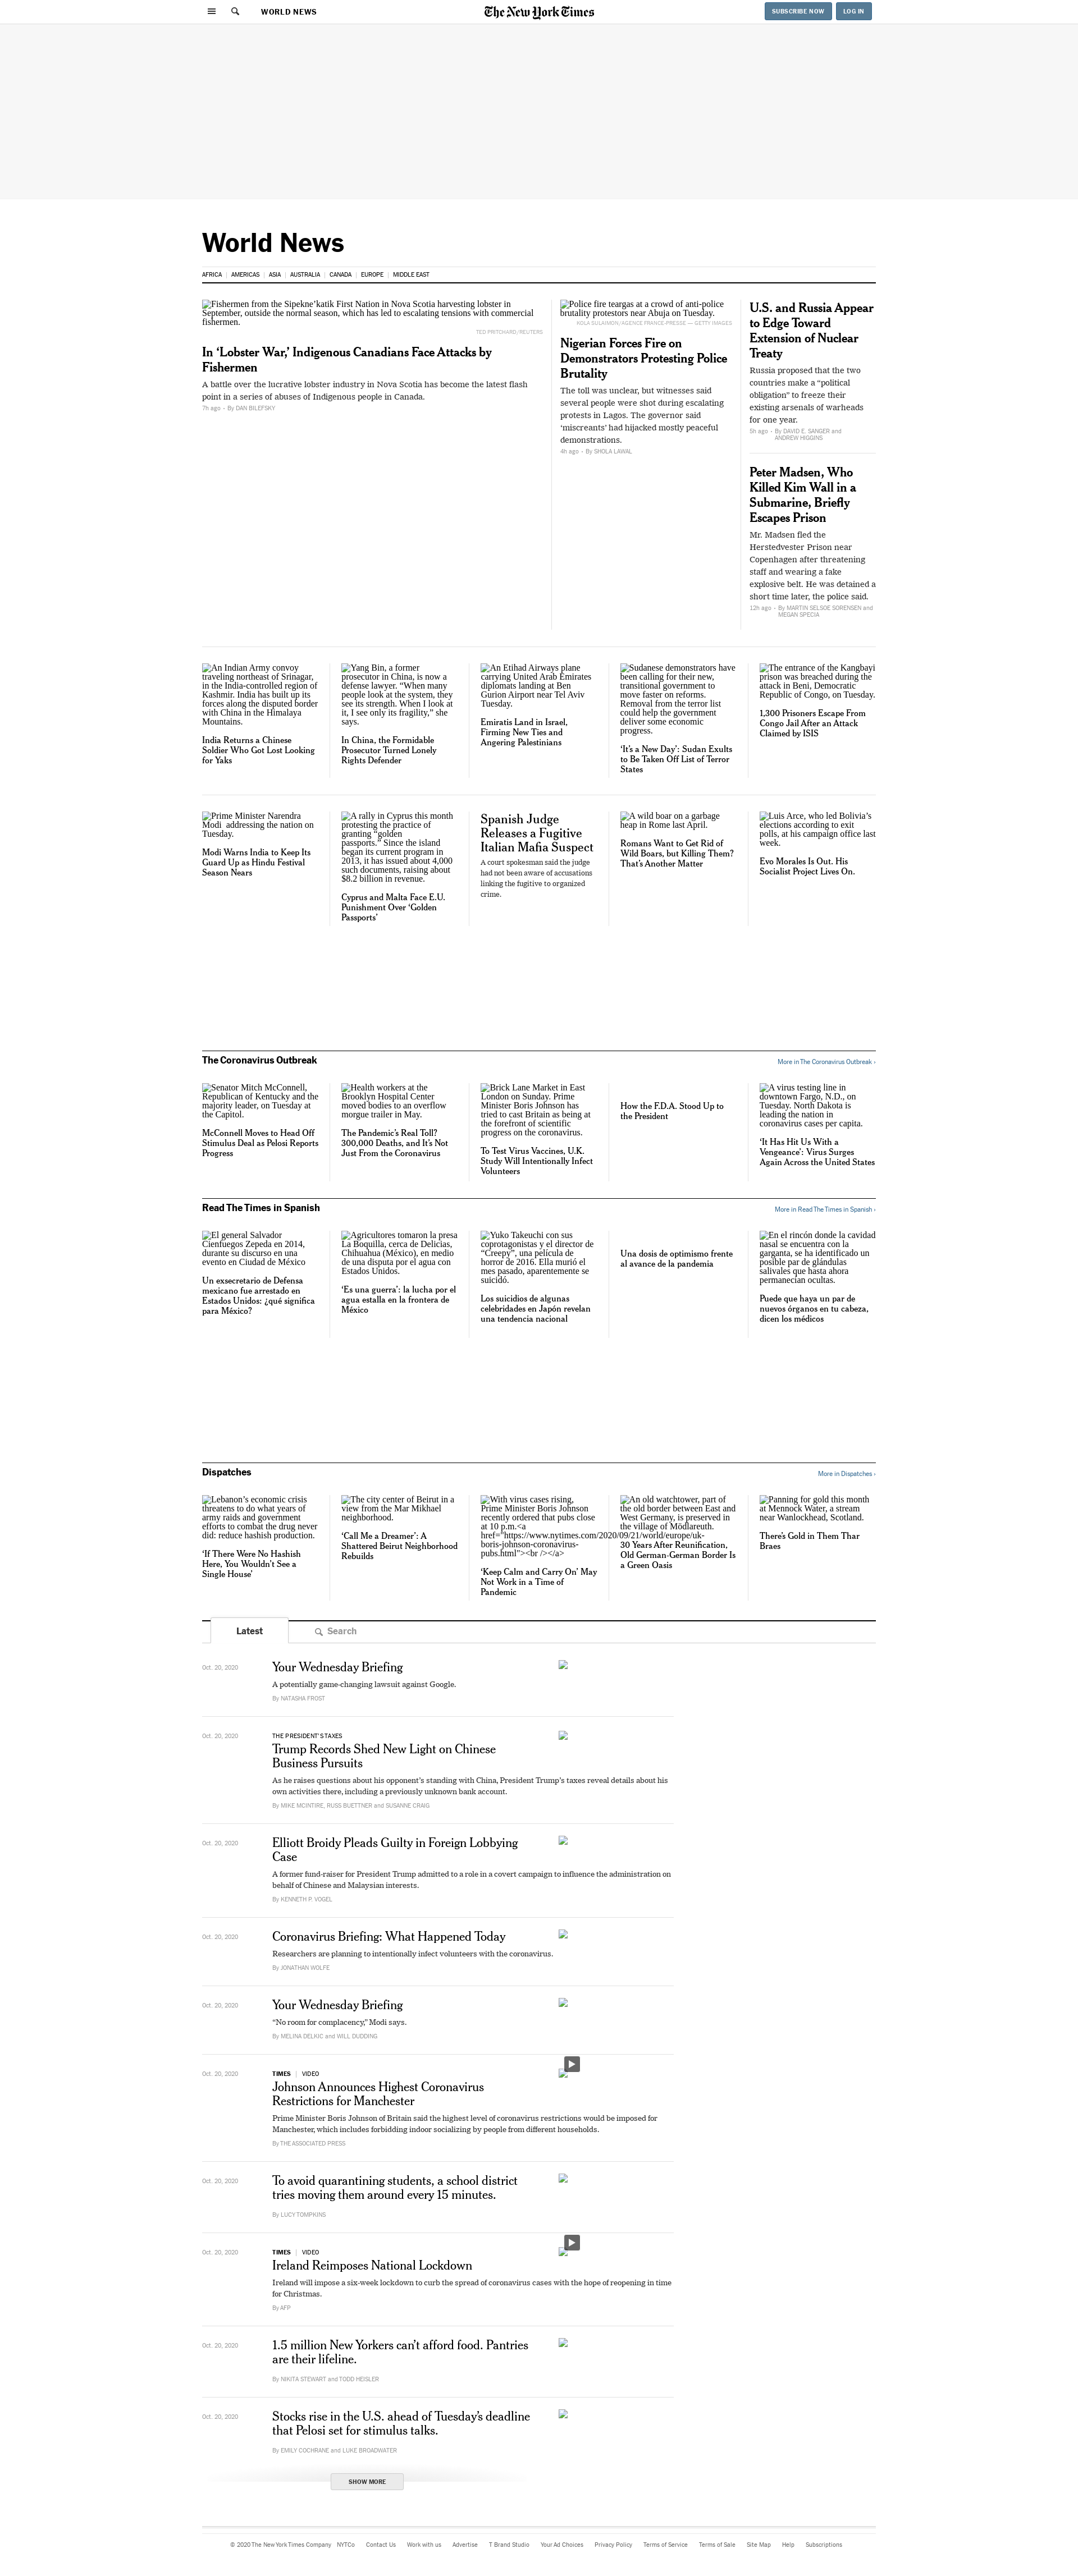 WORLD NEWS
The New York Times
SUBSCRIBE NOW
LOG IN
World News
AFRICA | AMERICAS | ASIA | AUSTRALIA | CANADA | EUROPE | MIDDLE EAST
Fishermen from the Sipekne’katik First Nation in Nova Scotia harvesting lobster in
September, outside the normal season, which has led to escalating tensions with commercial
fishermen.
TED PRITCHARD/REUTERS
In ‘Lobster War,’ Indigenous Canadians Face Attacks by
Fishermen
A battle over the lucrative lobster industry in Nova Scotia has become the latest flash
point in a series of abuses of Indigenous people in Canada.
7h ago - By DAN BILEFSKY
Police fire teargas at a crowd of anti-police
brutality protestors near Abuja on Tuesday.
KOLA SULAIMON/AGENCE FRANCE-PRESSE — GETTY IMAGES
Nigerian Forces Fire on
Demonstrators Protesting Police
Brutality
The toll was unclear, but witnesses said
several people were shot during escalating
protests in Lagos. The governor said
‘miscreants’ had hijacked mostly peaceful
demonstrations.
4h ago - By SHOLA LAWAL
U.S. and Russia Appear
to Edge Toward
Extension of Nuclear
Treaty
Russia proposed that the two
countries make a “political
obligation” to freeze their
existing arsenals of warheads
for one year.
5h ago - By DAVID E. SANGER and
ANDREW HIGGINS
Peter Madsen, Who
Killed Kim Wall in a
Submarine, Briefly
Escapes Prison
Mr. Madsen fled the
Herstedvester Prison near
Copenhagen after threatening
staff and wearing a fake
explosive belt. He was detained a
short time later, the police said.
12h ago - By MARTIN SELSOE SORENSEN and
MEGAN SPECIA
An Indian Army convoy
traveling northeast of Srinagar,
in the India-controlled region of
Kashmir. India has built up its
forces along the disputed border
with China in the Himalaya
Mountains.
India Returns a Chinese
Soldier Who Got Lost Looking
for Yaks
Yang Bin, a former
prosecutor in China, is now a
defense lawyer. “When many
people look at the system, they
see its strength. When I look at
it, I see only its fragility,” she
says.
In China, the Formidable
Prosecutor Turned Lonely
Rights Defender
An Etihad Airways plane
carrying United Arab Emirates
diplomats landing at Ben
Gurion Airport near Tel Aviv
Tuesday.
Emiratis Land in Israel,
Firming New Ties and
Angering Palestinians
Sudanese demonstrators have
been calling for their new,
transitional government to
move faster on reforms.
Removal from the terror list
could help the government
deliver some economic
progress.
‘It’s a New Day’: Sudan Exults
to Be Taken Off List of Terror
States
The entrance of the Kangbayi
prison was breached during the
attack in Beni, Democratic
Republic of Congo, on Tuesday.
1,300 Prisoners Escape From
Congo Jail After an Attack
Claimed by ISIS
Prime Minister Narendra
Modi addressing the nation on
Tuesday.
Modi Warns India to Keep Its
Guard Up as Hindu Festival
Season Nears
A rally in Cyprus this month
protesting the practice of
granting “golden
passports.” Since the island
began its current program in
2013, it has issued about 4,000
such documents, raising about
$8.2 billion in revenue.
Cyprus and Malta Face E.U.
Punishment Over ‘Golden
Passports’
Spanish Judge
Releases a Fugitive
Italian Mafia Suspect
A court spokesman said the judge
had not been aware of accusations
linking the fugitive to organized
crime.
A wild boar on a garbage
heap in Rome last April.
Romans Want to Get Rid of
Wild Boars, but Killing Them?
That’s Another Matter
Luis Arce, who led Bolivia’s
elections according to exit
polls, at his campaign office last
week.
Evo Morales Is Out. His
Socialist Project Lives On.
The Coronavirus Outbreak
More in The Coronavirus Outbreak ›
Senator Mitch McConnell,
Republican of Kentucky and the
majority leader, on Tuesday at
the Capitol.
McConnell Moves to Head Off
Stimulus Deal as Pelosi Reports
Progress
Health workers at the
Brooklyn Hospital Center
moved bodies to an overflow
morgue trailer in May.
The Pandemic’s Real Toll?
300,000 Deaths, and It’s Not
Just From the Coronavirus
Brick Lane Market in East
London on Sunday. Prime
Minister Boris Johnson has
tried to cast Britain as being at
the forefront of scientific
progress on the coronavirus.
To Test Virus Vaccines, U.K.
Study Will Intentionally Infect
Volunteers
How the F.D.A. Stood Up to
the President
A virus testing line in
downtown Fargo, N.D., on
Tuesday. North Dakota is
leading the nation in
coronavirus cases per capita.
‘It Has Hit Us With a
Vengeance’: Virus Surges
Again Across the United States
Read The Times in Spanish
More in Read The Times in Spanish ›
El general Salvador
Cienfuegos Zepeda en 2014,
durante su discurso en una
evento en Ciudad de México
Un exsecretario de Defensa
mexicano fue arrestado en
Estados Unidos: ¿qué significa
para México?
Agricultores tomaron la presa
La Boquilla, cerca de Delicias,
Chihuahua (México), en medio
de una disputa por el agua con
Estados Unidos.
‘Es una guerra’: la lucha por el
agua estalla en la frontera de
México
Yuko Takeuchi con sus
coprotagonistas y el director de
“Creepy”, una película de
horror de 2016. Ella murió el
mes pasado, aparentemente se
suicidó.
Los suicidios de algunas
celebridades en Japón revelan
una tendencia nacional
Una dosis de optimismo frente
al avance de la pandemia
En el rincón donde la cavidad
nasal se encuentra con la
garganta, se ha identificado un
posible par de glándulas
salivales que hasta ahora
permanecían ocultas.
Puede que haya un par de
nuevos órganos en tu cabeza,
dicen los médicos
Dispatches
More in Dispatches ›
Lebanon’s economic crisis
threatens to do what years of
army raids and government
efforts to combat the drug never
did: reduce hashish production.
‘If There Were No Hashish
Here, You Wouldn’t See a
Single House’
The city center of Beirut in a
view from the Mar Mikhael
neighborhood.
‘Call Me a Dreamer’: A
Shattered Beirut Neighborhood
Rebuilds
With virus cases rising,
Prime Minister Boris Johnson
recently ordered that pubs close
at 10 p.m.<a
href="https://www.nytimes.com/2020/09/21/world/europe/uk-
boris-johnson-coronavirus-
pubs.html"><br /></a>
‘Keep Calm and Carry On’ May
Not Work in a Time of
Pandemic
An old watchtower, part of
the old border between East and
West Germany, is preserved in
the village of Mödlareuth.
30 Years After Reunification,
Old German-German Border Is
a Green Oasis
Panning for gold this month
at Mennock Water, a stream
near Wanlockhead, Scotland.
There’s Gold in Them Thar
Braes
Latest
Search
Oct. 20, 2020
Your Wednesday Briefing
A potentially game-changing lawsuit against Google.
By NATASHA FROST
Oct. 20, 2020
THE PRESIDENT'S TAXES
Trump Records Shed New Light on Chinese
Business Pursuits
As he raises questions about his opponent’s standing with China, President Trump’s taxes reveal details about his
own activities there, including a previously unknown bank account.
By MIKE MCINTIRE, RUSS BUETTNER and SUSANNE CRAIG
Oct. 20, 2020
Elliott Broidy Pleads Guilty in Foreign Lobbying
Case
A former fund-raiser for President Trump admitted to a role in a covert campaign to influence the administration on
behalf of Chinese and Malaysian interests.
By KENNETH P. VOGEL
Oct. 20, 2020
Coronavirus Briefing: What Happened Today
Researchers are planning to intentionally infect volunteers with the coronavirus.
By JONATHAN WOLFE
Oct. 20, 2020
Your Wednesday Briefing
“No room for complacency,” Modi says.
By MELINA DELKIC and WILL DUDDING
Oct. 20, 2020
TIMES | VIDEO
Johnson Announces Highest Coronavirus
Restrictions for Manchester
Prime Minister Boris Johnson of Britain said the highest level of coronavirus restrictions would be imposed for
Manchester, which includes forbidding indoor socializing by people from different households.
By THE ASSOCIATED PRESS
Oct. 20, 2020
To avoid quarantining students, a school district
tries moving them around every 15 minutes.
By LUCY TOMPKINS
Oct. 20, 2020
TIMES | VIDEO
Ireland Reimposes National Lockdown
Ireland will impose a six-week lockdown to curb the spread of coronavirus cases with the hope of reopening in time
for Christmas.
By AFP
Oct. 20, 2020
1.5 million New Yorkers can’t afford food. Pantries
are their lifeline.
By NIKITA STEWART and TODD HEISLER
Oct. 20, 2020
Stocks rise in the U.S. ahead of Tuesday’s deadline
that Pelosi set for stimulus talks.
By EMILY COCHRANE and LUKE BROADWATER
SHOW MORE
© 2020 The New York Times Company NYTCo Contact Us Work with us Advertise T Brand Studio Your Ad Choices Privacy Policy Terms of Service Terms of Sale Site Map Help Subscriptions